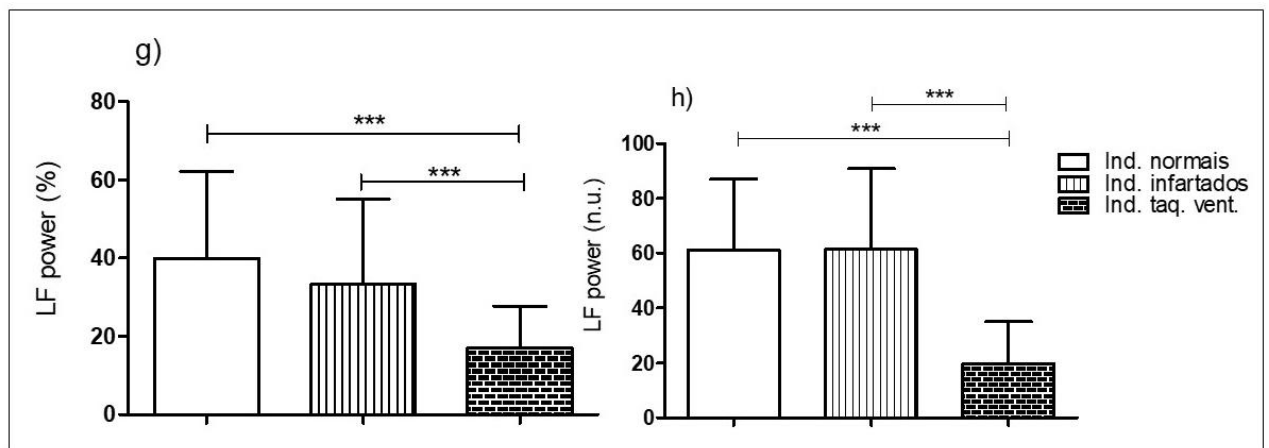 g)
80
60
40
20
0
LF power (%)
***
***
h)
100
80
60
40
20
0
LF power (n.u.)
***
***
Ind. normais
Ind. infartados
Ind. taq. vent.